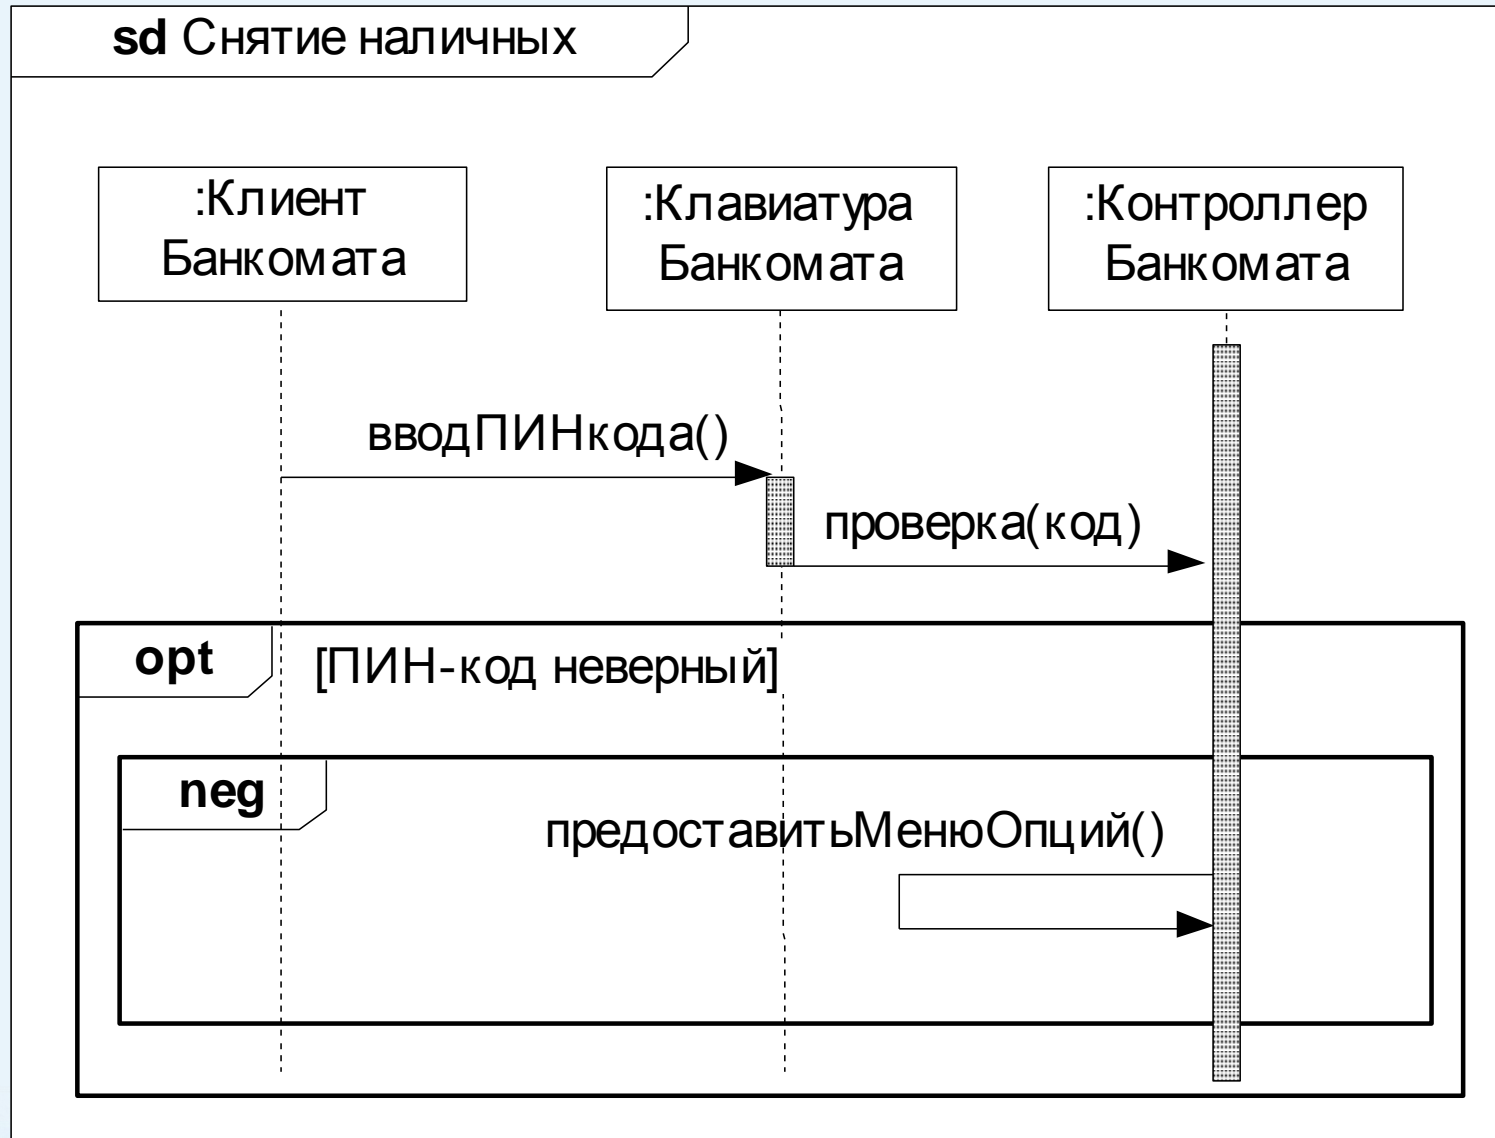 sd Снятие наличных
:Клиент
Банкомата
:Клавиатура
Банкомата
:Контроллер
Банкомата
вводПИНкода()
проверка(код)
opt
[ПИН-код неверный]
neg
предоставитьМенюОпций()